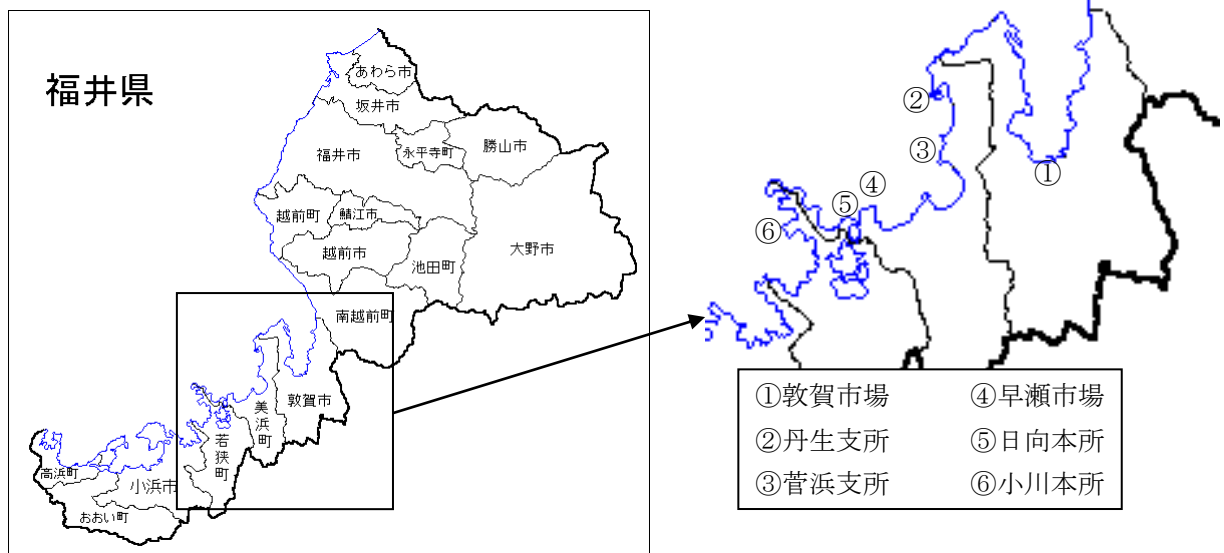 福井県
あわら市
坂井市
福井市
永平寺町
勝山市
越前町
鯖江市
越前市
池田町
大野市
南越前町
敦賀市
美浜町
若狭町
高浜町
小浜市
おおい町
②
③
①
④
⑤
⑥
①敦賀市場 ④早瀬市場
②丹生支所 ⑤日向本所
③菅浜支所 ⑥小川本所